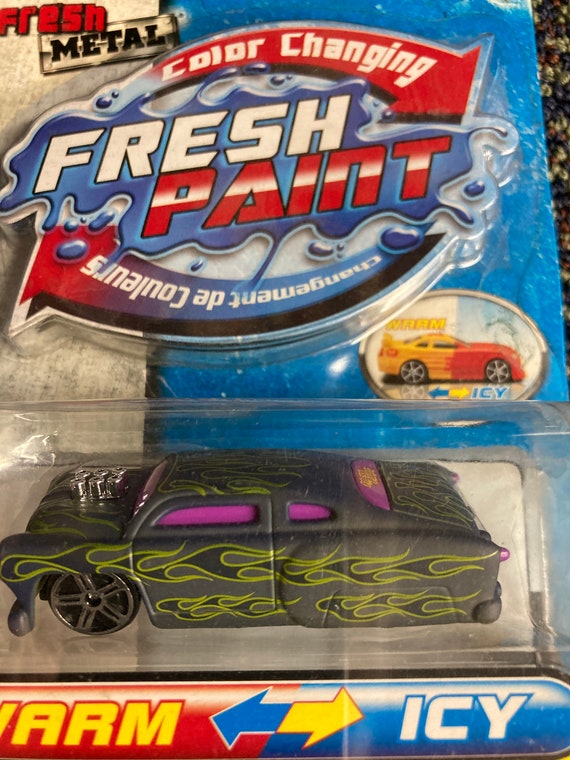 Fresh
METAL
Color Changing
FRESH
PAINT
Changement de Couleurs
WARM
ICY
WARM
ICY